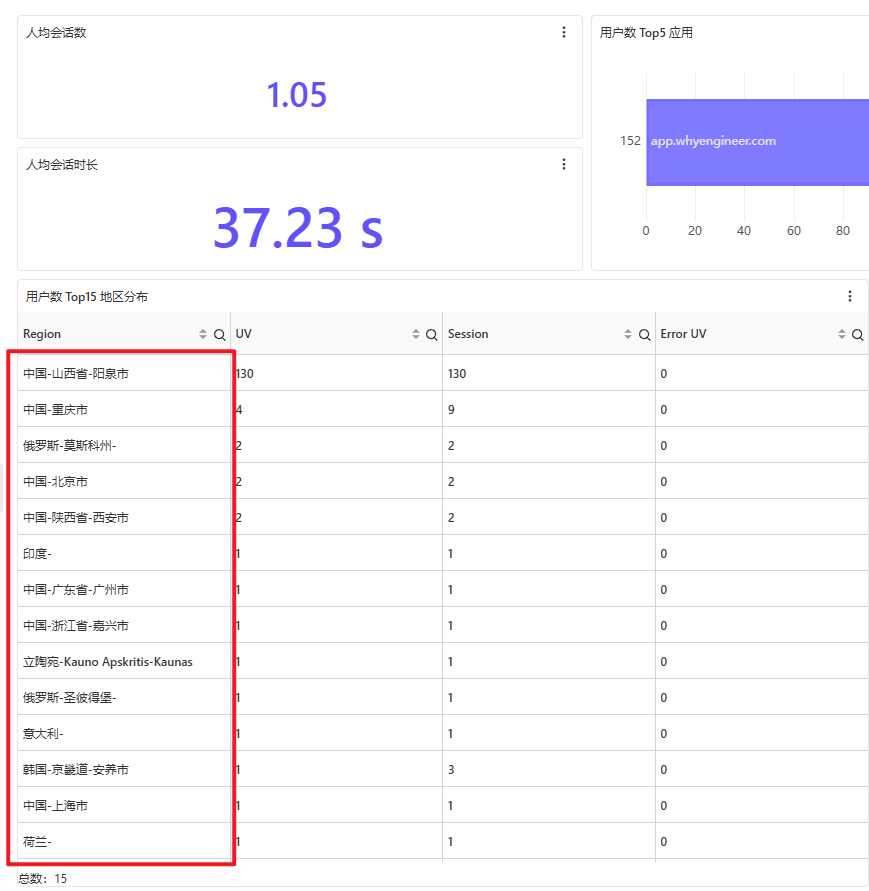 人均会话数
1.05
人均会话时长
37.23 s
用户数 Top5 应用
152 app.whyengineer.com
0 20 40 60 80
用户数 Top15 地区分布
Region UV Session Error UV
中国-山西省-阳泉市 130 130 0
中国-重庆市 4 9 0
俄罗斯-莫斯科州- 2 2 0
中国-北京市 2 2 0
中国-陕西省-西安市 2 2 0
印度- 1 1 0
中国-广东省-广州市 1 1 0
中国-浙江省-嘉兴市 1 1 0
立陶宛-Kauno Apskritis-Kaunas 1 1 0
俄罗斯-圣彼得堡- 1 1 0
意大利- 1 1 0
韩国-京畿道-安养市 1 3 0
中国-上海市 1 1 0
荷兰- 1 1 0
总数：15